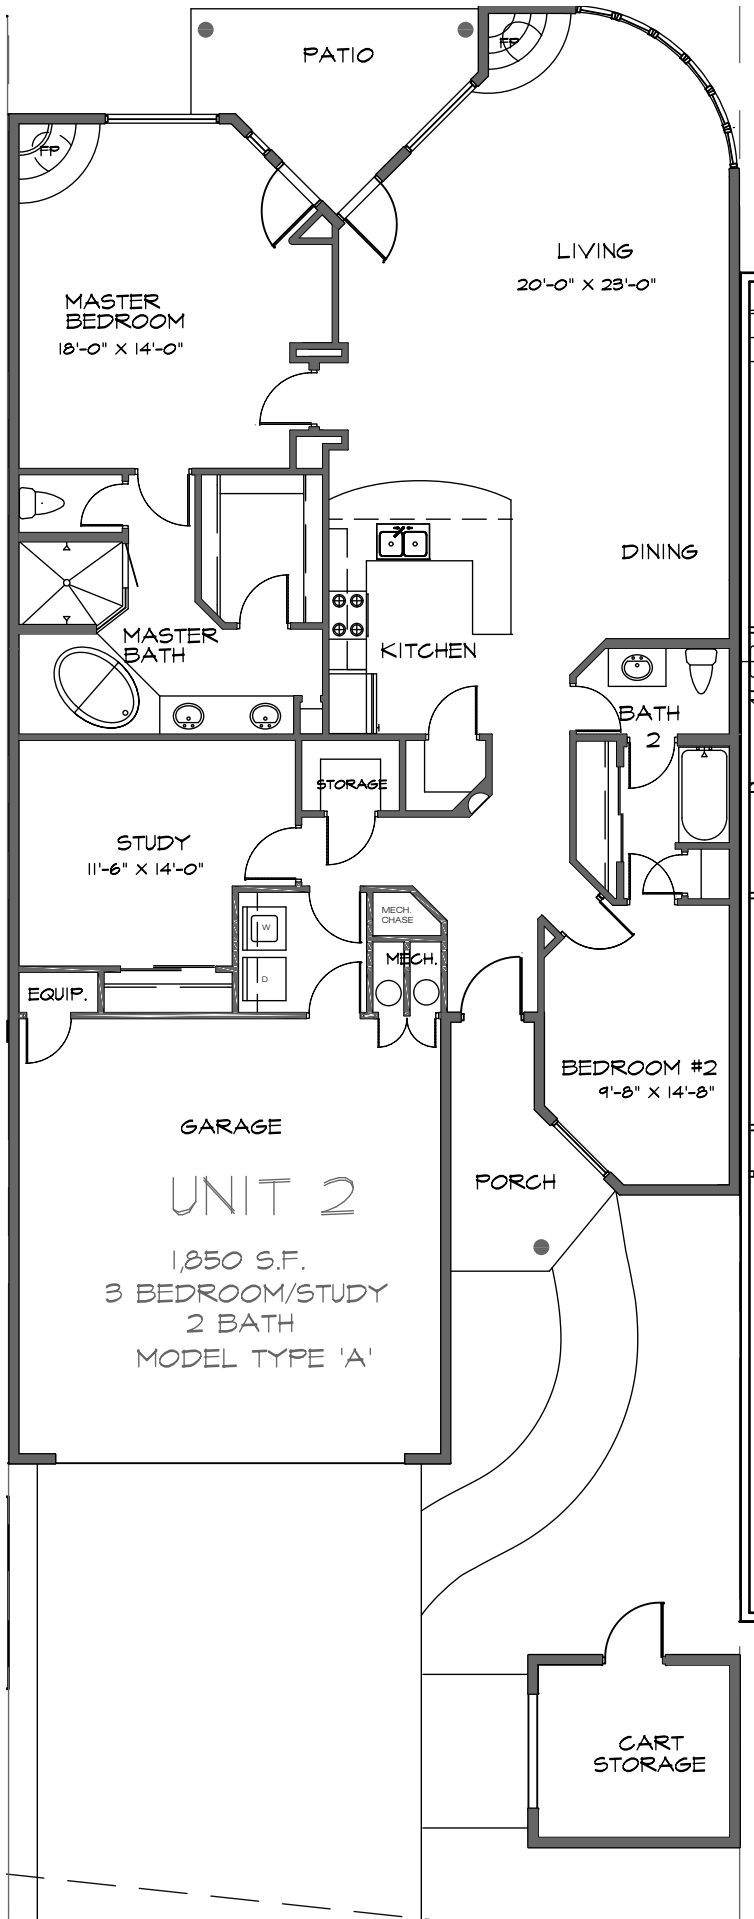 PATIO
FP
FP
LIVING
20'-0" X 23'-0"
MASTER
BEDROOM
18'-0" X 14'-0"
DINING
MASTER
BATH
KITCHEN
BATH
2
STORAGE
STUDY
11'-6" X 14'-0"
MECH.
CHASE
W
MECH.
D
EQUIP.
BEDROOM #2
9'-8" X 14'-8"
GARAGE
PORCH
UNIT 2
1,850 S.F.
3 BEDROOM/STUDY
2 BATH
MODEL TYPE 'A'
CART
STORAGE